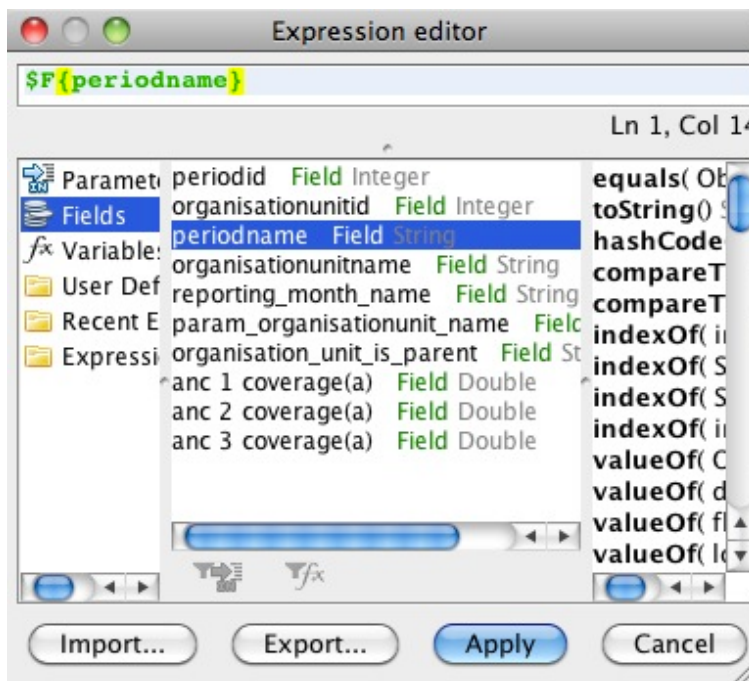 Expression editor
$F{periodname}
Ln 1, Col 14
Paramet
Fields
Variable
User Def
Recent E
Expressi
periodid Field Integer
organisationunitid Field Integer
periodname Field String
organisationunitname Field String
reporting_month_name Field String
param_organisationunit_name Field
organisation_unit_is_parent Field St
anc 1 coverage(a) Field Double
anc 2 coverage(a) Field Double
anc 3 coverage(a) Field Double
equals( Ob
toString() S
hashCode
compareT
compareT
indexOf( i
indexOf( S
indexOf( S
indexOf( i
valueOf( C
valueOf( d
valueOf( fl
valueOf( lo
Import...
Export...
Apply
Cancel